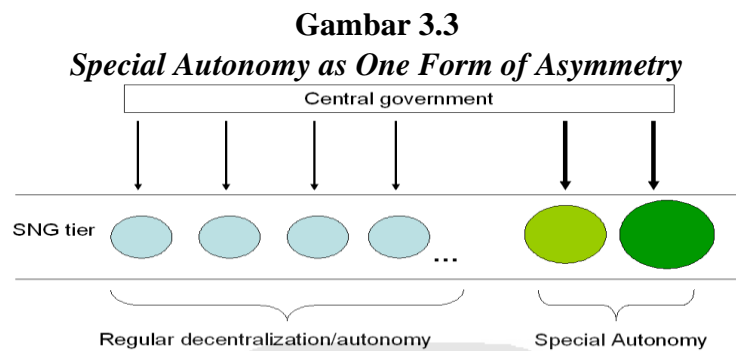 Gambar 3.3
Special Autonomy as One Form of Asymmetry
Central government
SNG tier
...
Regular decentralization/autonomy
Special Autonomy